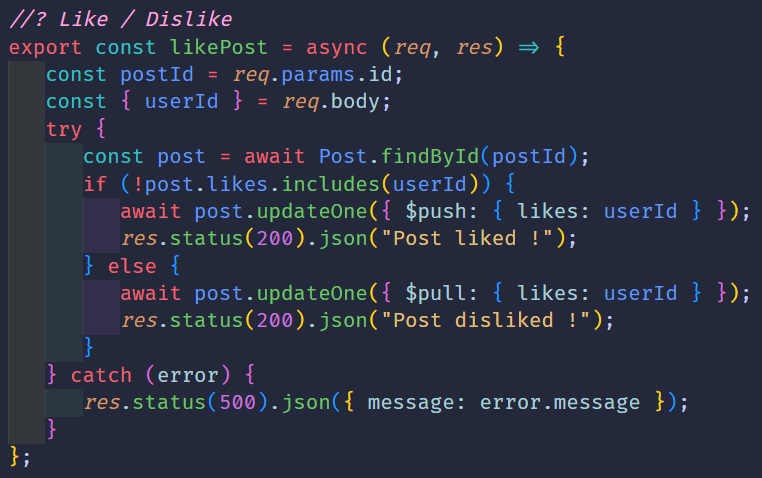 //? Like / Dislike
export const likePost = async (req, res) => {
    const postId = req.params.id;
    const { userId } = req.body;
    try {
        const post = await Post.findById(postId);
        if (!post.likes.includes(userId)) {
            await post.updateOne({ $push: { likes: userId } });
            res.status(200).json("Post liked !");
        } else {
            await post.updateOne({ $pull: { likes: userId } });
            res.status(200).json("Post disliked !");
        }
    } catch (error) {
        res.status(500).json({ message: error.message });
    }
};